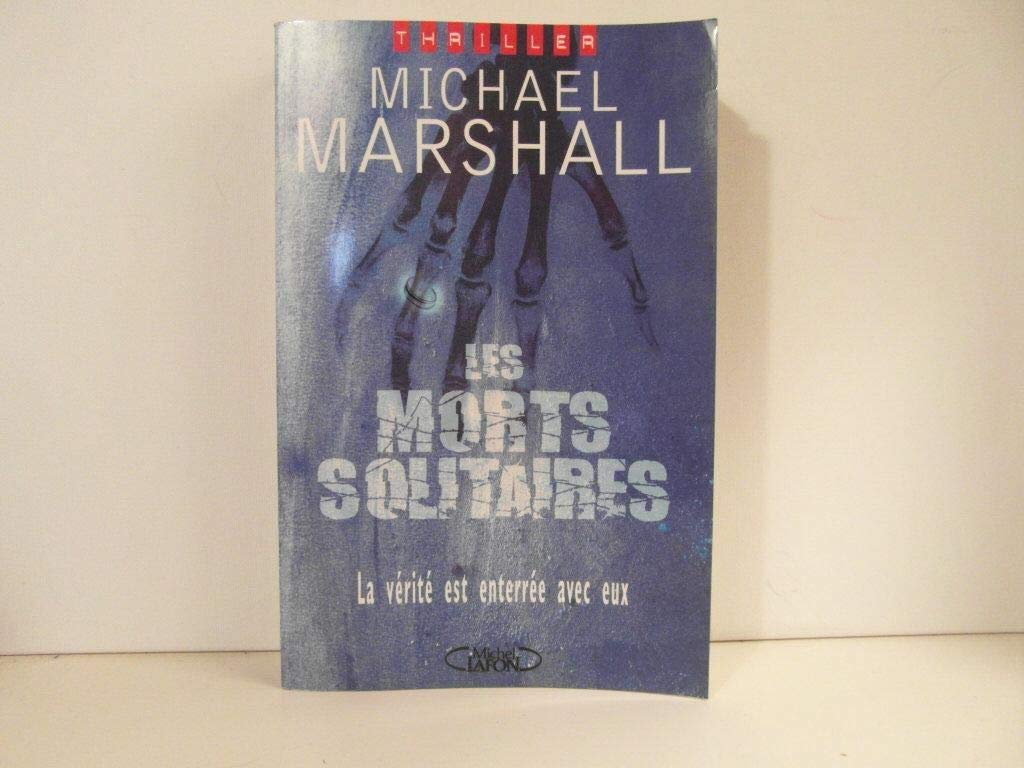 THRILLER
MICHAEL
MARSHALL
LES
MORTS
SOLITAIRES
La vérité est enterrée avec eux
Michel
LAFON